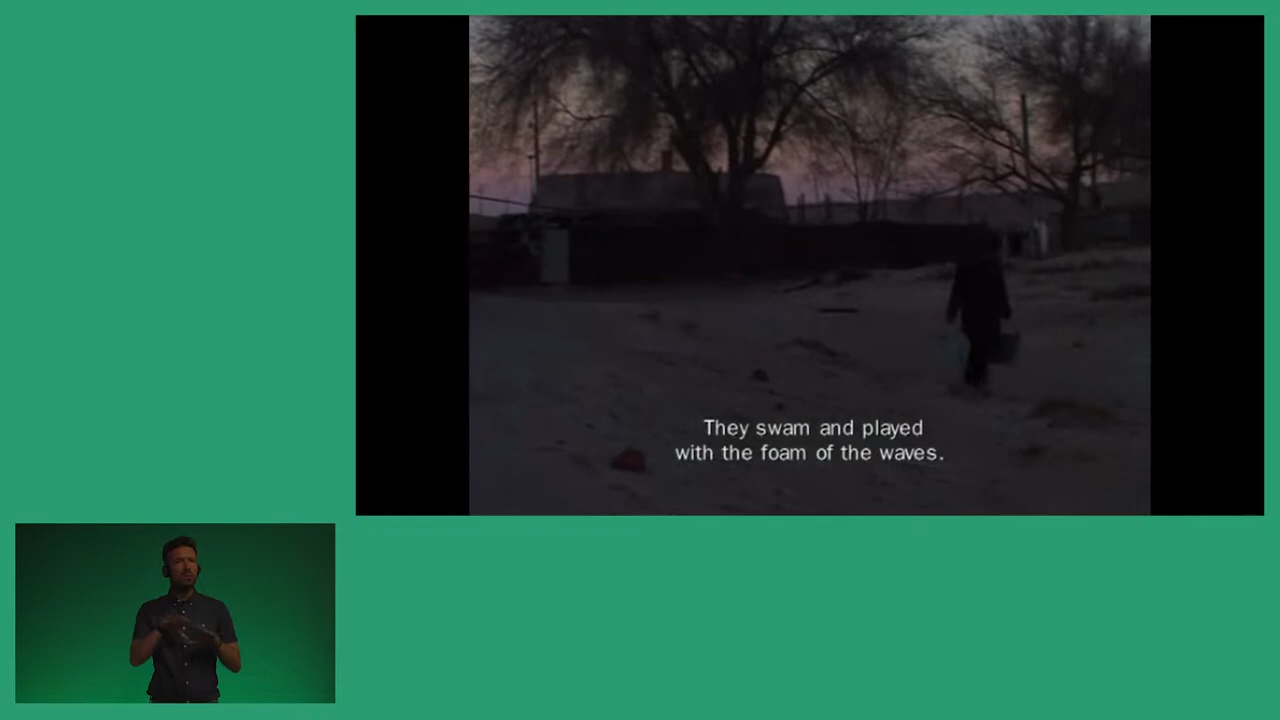 They swam and played
with the foam of the waves.